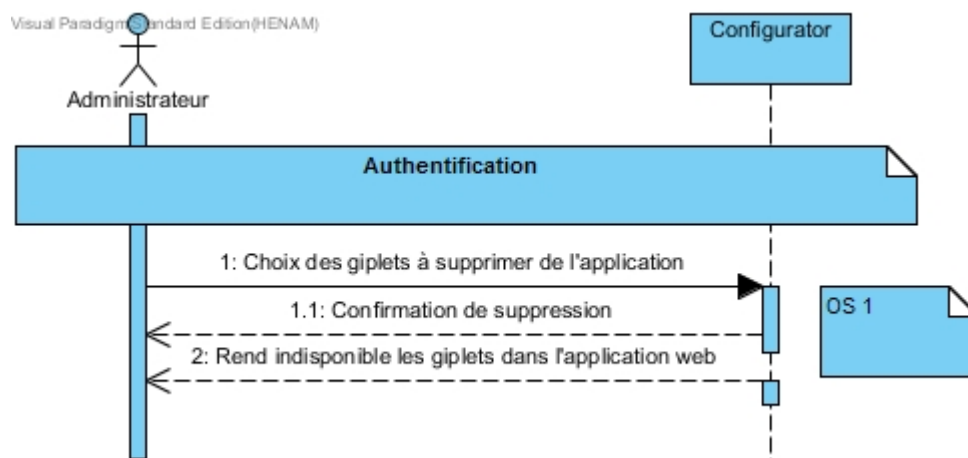 Visual Paradigm Standard Edition(HENAM)
Configurator
Administrateur
Authentification
1: Choix des giplets à supprimer de l'application
OS 1
1.1: Confirmation de suppression
2: Rend indisponible les giplets dans l'application web